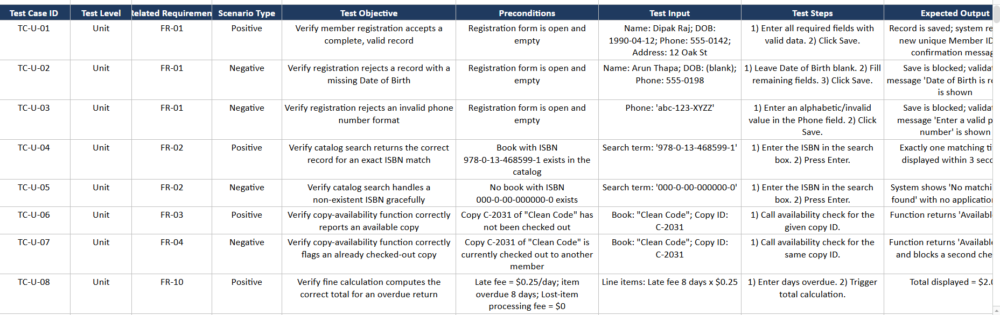 Test Case ID Test Level Related Requiremen Scenario Type Test Objective Preconditions Test Input Test Steps Expected Output
TC-U-01 Unit FR-01 Positive Verify member registration accepts a Registration form is open and Name: Dipak Raj; DOB: 1) Enter all required fields with Record is saved; system re
complete, valid record empty 1990-04-12; Phone: 555-0142; valid data. 2) Click Save. new unique Member ID
Address: 12 Oak St confirmation messag
TC-U-02 Unit FR-01 Negative Verify registration rejects a record with a Registration form is open and Name: Arun Thapa; DOB: (blank); 1) Leave Date of Birth blank. 2) Fill Save is blocked; valida
missing Date of Birth empty Phone: 555-0198 remaining fields. 3) Click Save. message 'Date of Birth is re
is shown
TC-U-03 Unit FR-01 Negative Verify registration rejects an invalid phone Registration form is open and Phone: 'abc-123-XYZZ' 1) Enter an alphabetic/invalid Save is blocked; valida
number format empty value in the Phone field. 2) Click message 'Enter a valid p
Save. number' is shown
TC-U-04 Unit FR-02 Positive Verify catalog search returns the correct Book with ISBN Search term: '978-0-13-468599-1' 1) Enter the ISBN in the search Exactly one matching ti
record for an exact ISBN match 978-0-13-468599-1 exists in the box. 2) Press Enter. displayed within 3 seco
catalog
TC-U-05 Unit FR-02 Negative Verify catalog search handles a No book with ISBN Search term: '000-0-00-000000-0' 1) Enter the ISBN in the search System shows 'No matchi
non-existent ISBN gracefully 000-0-00-000000-0 exists box. 2) Press Enter. found' with no application
TC-U-06 Unit FR-03 Positive Verify copy-availability function correctly Copy C-2031 of "Clean Code" has Book: "Clean Code"; Copy ID: 1) Call availability check for the Function returns 'Availabl
reports an available copy not been checked out C-2031 given copy ID.
TC-U-07 Unit FR-04 Negative Verify copy-availability function correctly Copy C-2031 of "Clean Code" is Book: "Clean Code"; Copy ID: 1) Call availability check for the Function returns 'Available
flags an already checked-out copy currently checked out to another C-2031 same copy ID. and blocks a second che
member
TC-U-08 Unit FR-10 Positive Verify fine calculation computes the Late fee = $0.25/day; item Line items: Late fee 8 days x $0.25 1) Enter days overdue. 2) Trigger Total displayed = $2.0
correct total for an overdue return overdue 8 days; Lost-item total calculation.
processing fee = $0